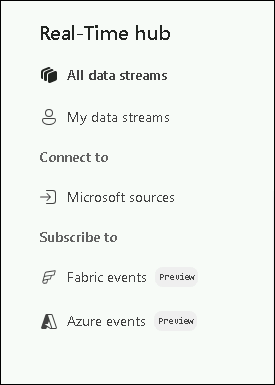 Real-Time hub
All data streams
My data streams
Connect to
Microsoft sources
Subscribe to
Fabric events Preview
Azure events Preview